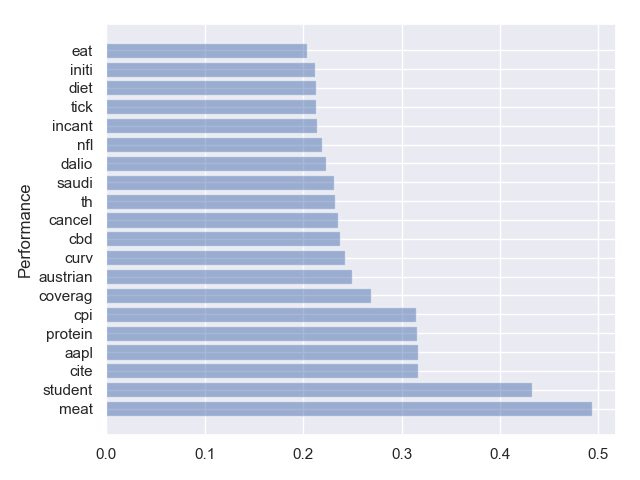 eat
initi
diet
tick
incant
nfl
dalio
saudi
th
cancel
cbd
curv
austrian
coverag
cpi
protein
aapl
cite
student
meat
Performance
0.0 0.1 0.2 0.3 0.4 0.5